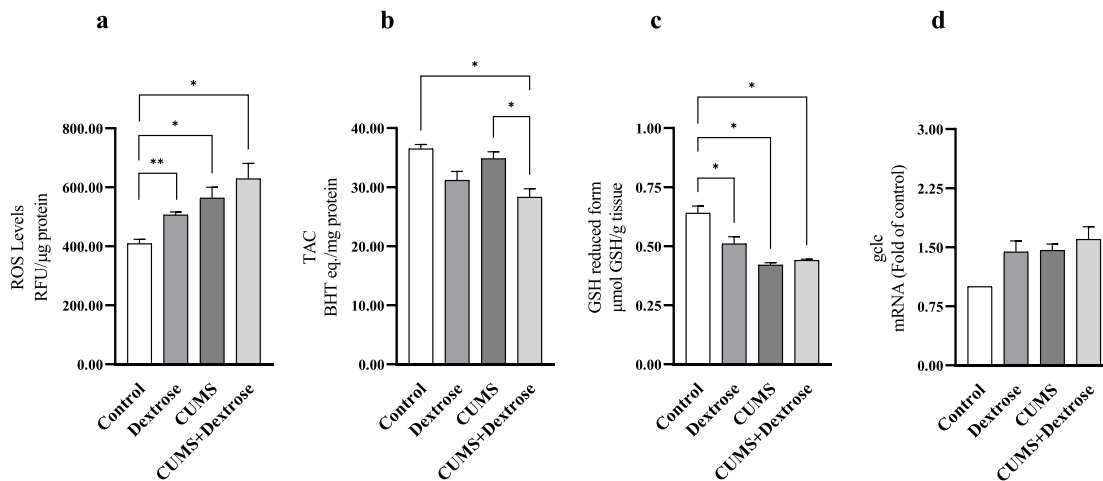 a
ROS Levels
RFU/µg protein
800.00
600.00
400.00
200.00
0.00
*
*
**
Control
Dextrose
CUMS
CUMS+Dextrose
b
TAC
BHT eq./mg protein
40.00
30.00
20.00
10.00
0.00
*
*
Control
Dextrose
CUMS
CUMS+Dextrose
c
GSH reduced form
µmol GSH/g tissue
1.00
0.75
0.50
0.25
0.00
*
*
*
Control
Dextrose
CUMS
CUMS+Dextrose
d
gclc
mRNA (Fold of control)
3.00
2.25
1.50
0.75
0.00
Control
Dextrose
CUMS
CUMS+Dextrose